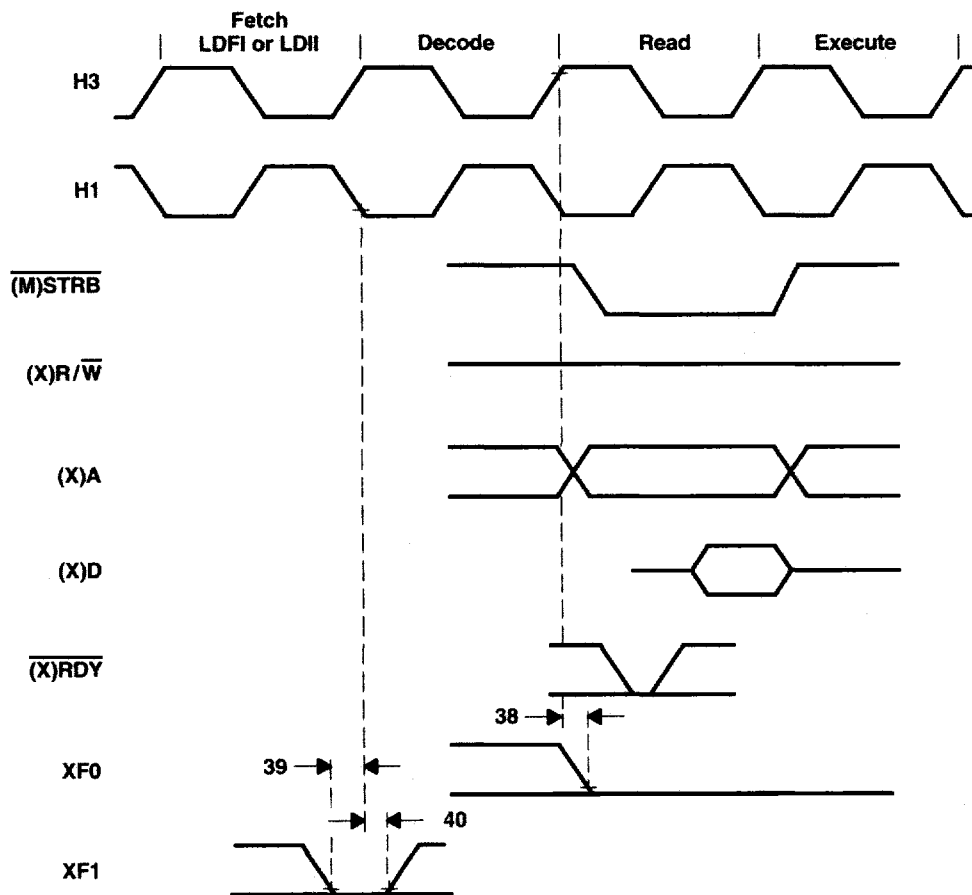 Fetch
LDFI or LDII
Decode
Read
Execute
H3
H1
(M)STRB
(X)R/W
(X)A
(X)D
(X)RDY
38
XF0
39
40
XF1